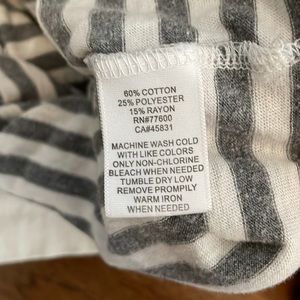 60% COTTON
25% POLYESTER
15% RAYON
RN#77600
CA#45831
MACHINE WASH COLD
WITH LIKE COLORS
ONLY NON-CHLORINE
BLEACH WHEN NEEDED
TUMBLE DRY LOW
REMOVE PROMPILY
WARM IRON
WHEN NEEDED